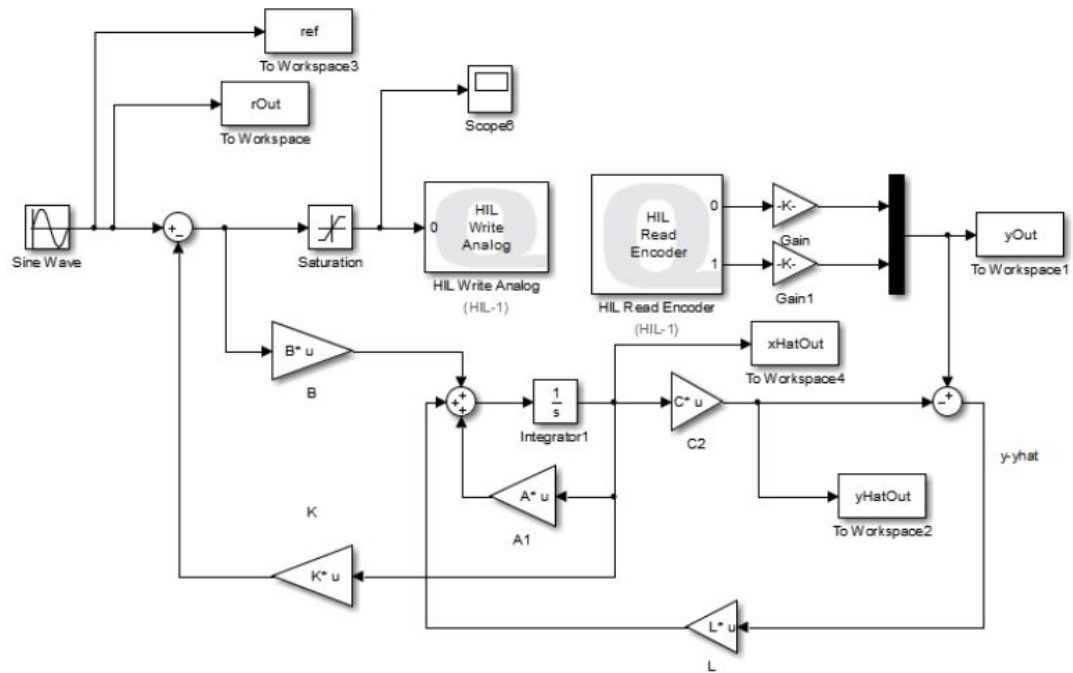 ref
To Workspace3
rOut
To Workspace
Scope6
Sine Wave
+
−
Saturation
0
HIL
Write
Analog
HIL Write Analog
(HIL-1)
HIL
Read
Encoder
0
1
HIL Read Encoder
(HIL-1)
-K-
Gain
-K-
Gain1
yOut
To Workspace1
xHatOut
To Workspace4
B* u
B
+
+
+
1
s
Integrator1
C* u
C2
−
+
y-yhat
A* u
A1
yHatOut
To Workspace2
K
K* u
L* u
L